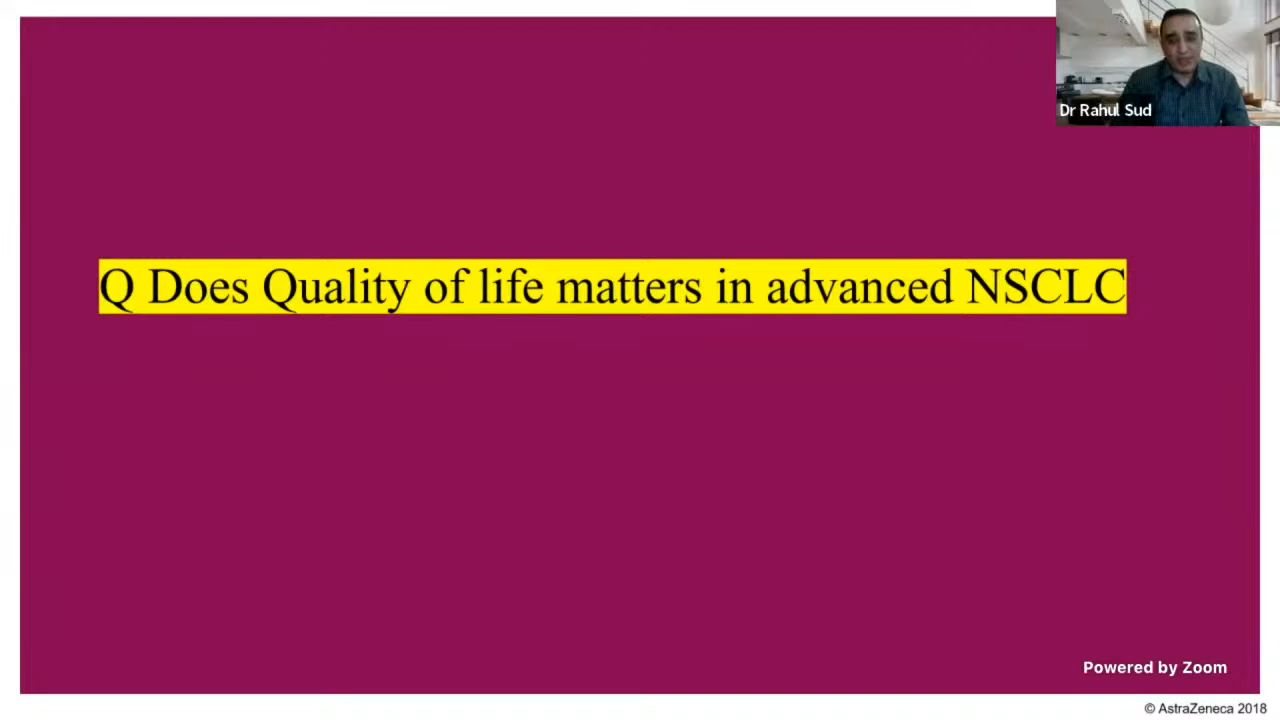 Dr Rahul Sud
Q Does Quality of life matters in advanced NSCLC
Powered by Zoom
© AstraZeneca 2018